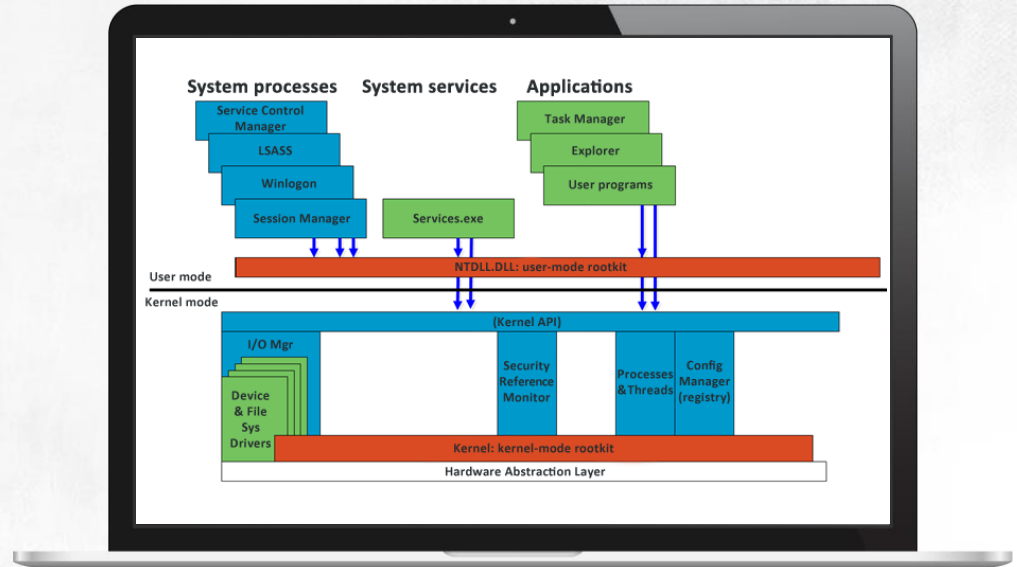 System processes
System services
Applications
Service Control
Manager
LSASS
Winlogon
Session Manager
Services.exe
Task Manager
Explorer
User programs
NTDLL.DLL: user-mode rootkit
User mode
Kernel mode
(Kernel API)
I/O Mgr
Device
& File
Sys
Drivers
Security
Reference
Monitor
Processes
&Threads
Config
Manager
(registry)
Kernel: kernel-mode rootkit
Hardware Abstraction Layer